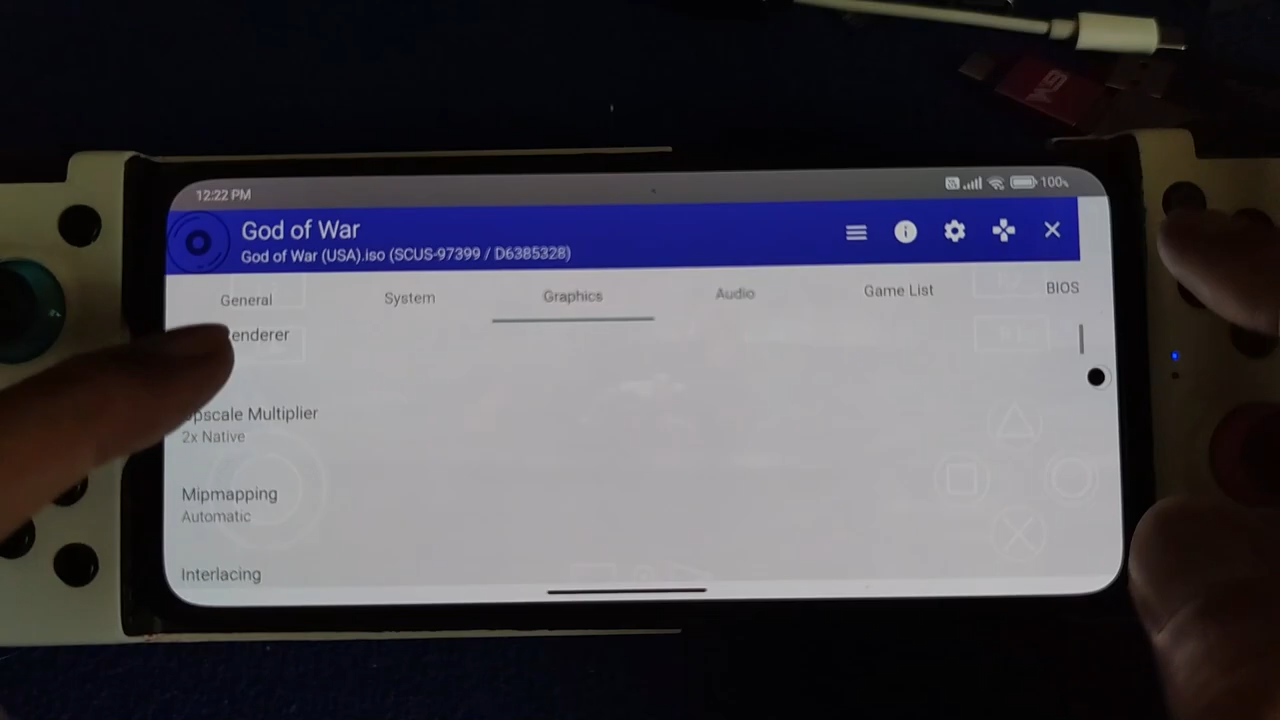 12:22 PM
100%
God of War
God of War (USA).iso (SCUS-97399 / D6385328)
General
System
Graphics
Audio
Game List
BIOS
enderer
pscale Multiplier
2x Native
Mipmapping
Automatic
Interlacing